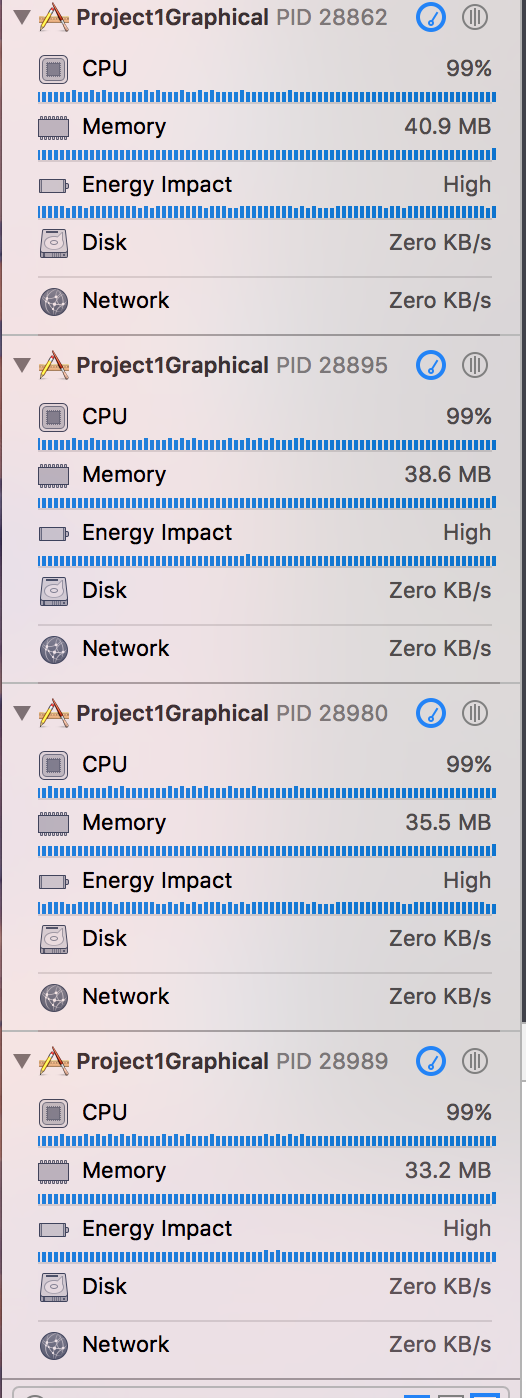 Project1Graphical PID 28862
CPU 99%
Memory 40.9 MB
Energy Impact High
Disk Zero KB/s
Network Zero KB/s
Project1Graphical PID 28895
CPU 99%
Memory 38.6 MB
Energy Impact High
Disk Zero KB/s
Network Zero KB/s
Project1Graphical PID 28980
CPU 99%
Memory 35.5 MB
Energy Impact High
Disk Zero KB/s
Network Zero KB/s
Project1Graphical PID 28989
CPU 99%
Memory 33.2 MB
Energy Impact High
Disk Zero KB/s
Network Zero KB/s